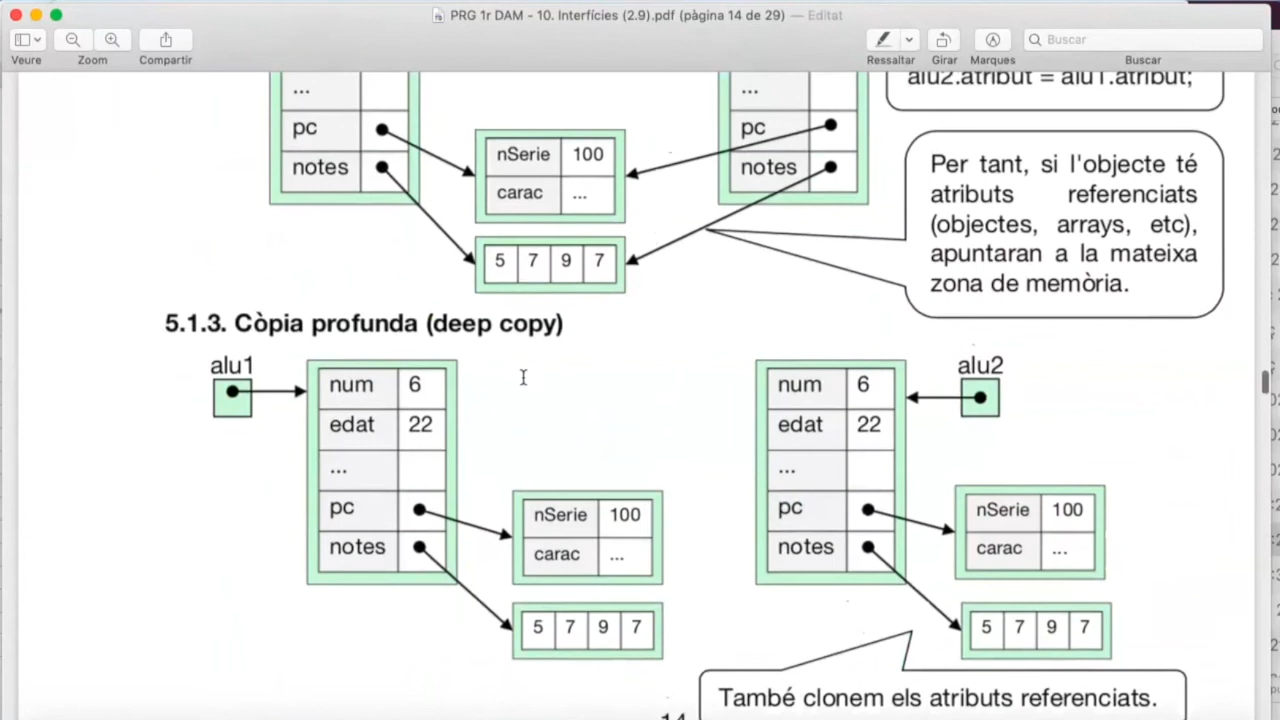 PRG 1r DAM - 10. Interfícies (2.9).pdf (pàgina 14 de 29) — Editat
Veure
Zoom
Compartir
Ressaltar
Girar
Marques
Buscar
Buscar
alu2.atribut = alu1.atribut;
...
pc
notes
nSerie 100
carac ...
5 7 9 7
...
pc
notes
Per tant, si l'objecte té
atributs referenciats
(objectes, arrays, etc),
apuntaran a la mateixa
zona de memòria.
5.1.3. Còpia profunda (deep copy)
alu1
num 6
edat 22
...
pc
notes
nSerie 100
carac ...
5 7 9 7
alu2
num 6
edat 22
...
pc
notes
nSerie 100
carac ...
5 7 9 7
També clonem els atributs referenciats.
14